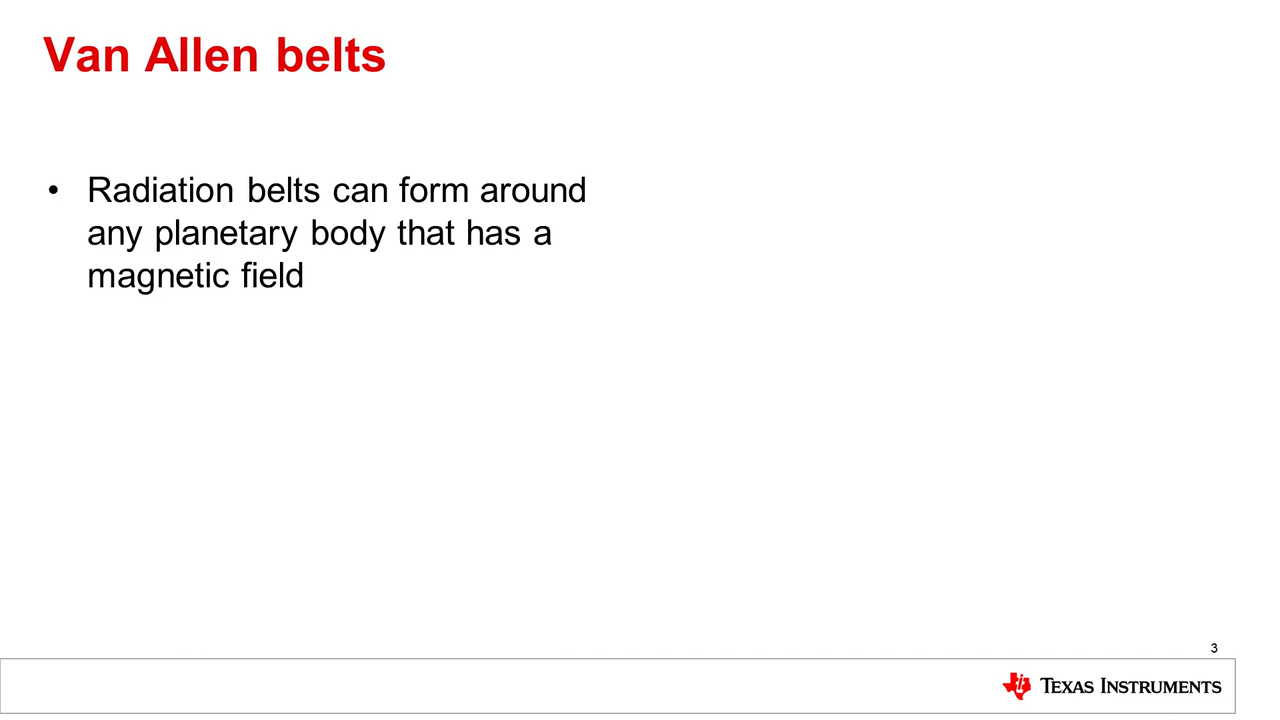 Van Allen belts
• Radiation belts can form around
any planetary body that has a
magnetic field
3
TEXAS INSTRUMENTS